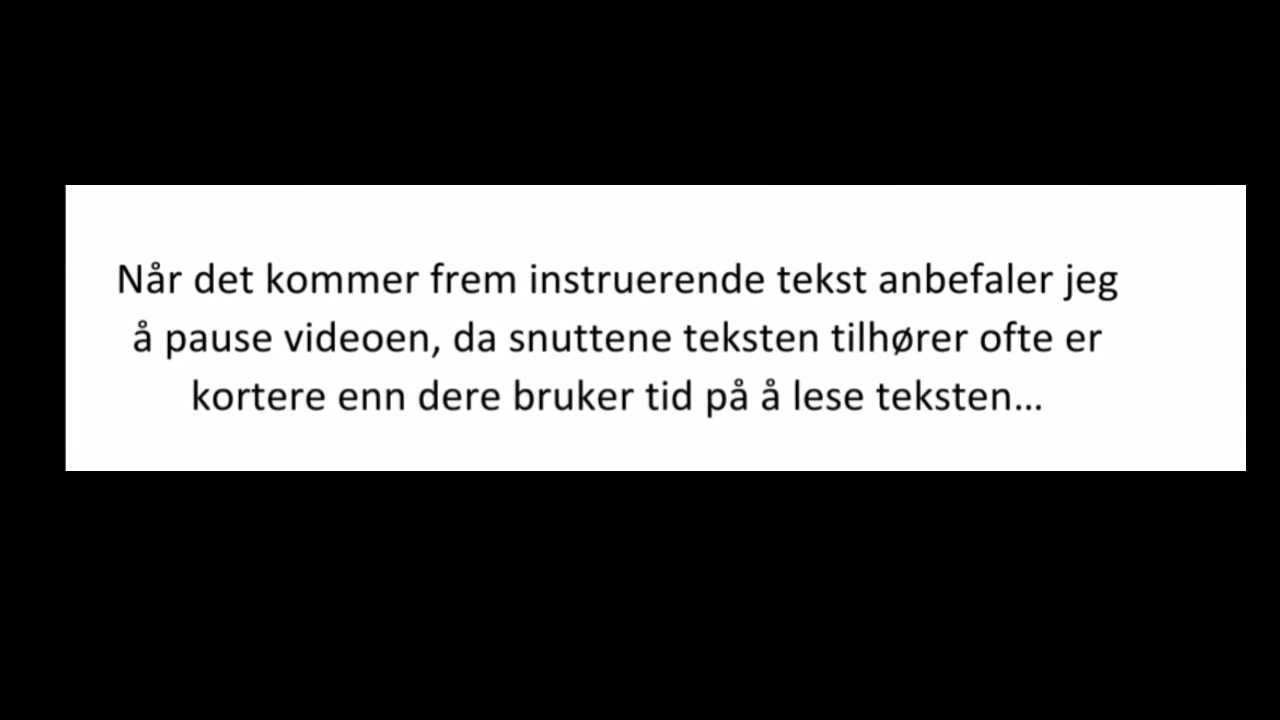 Når det kommer frem instruerende tekst anbefaler jeg
å pause videoen, da snuttene teksten tilhører ofte er
kortere enn dere bruker tid på å lese teksten...